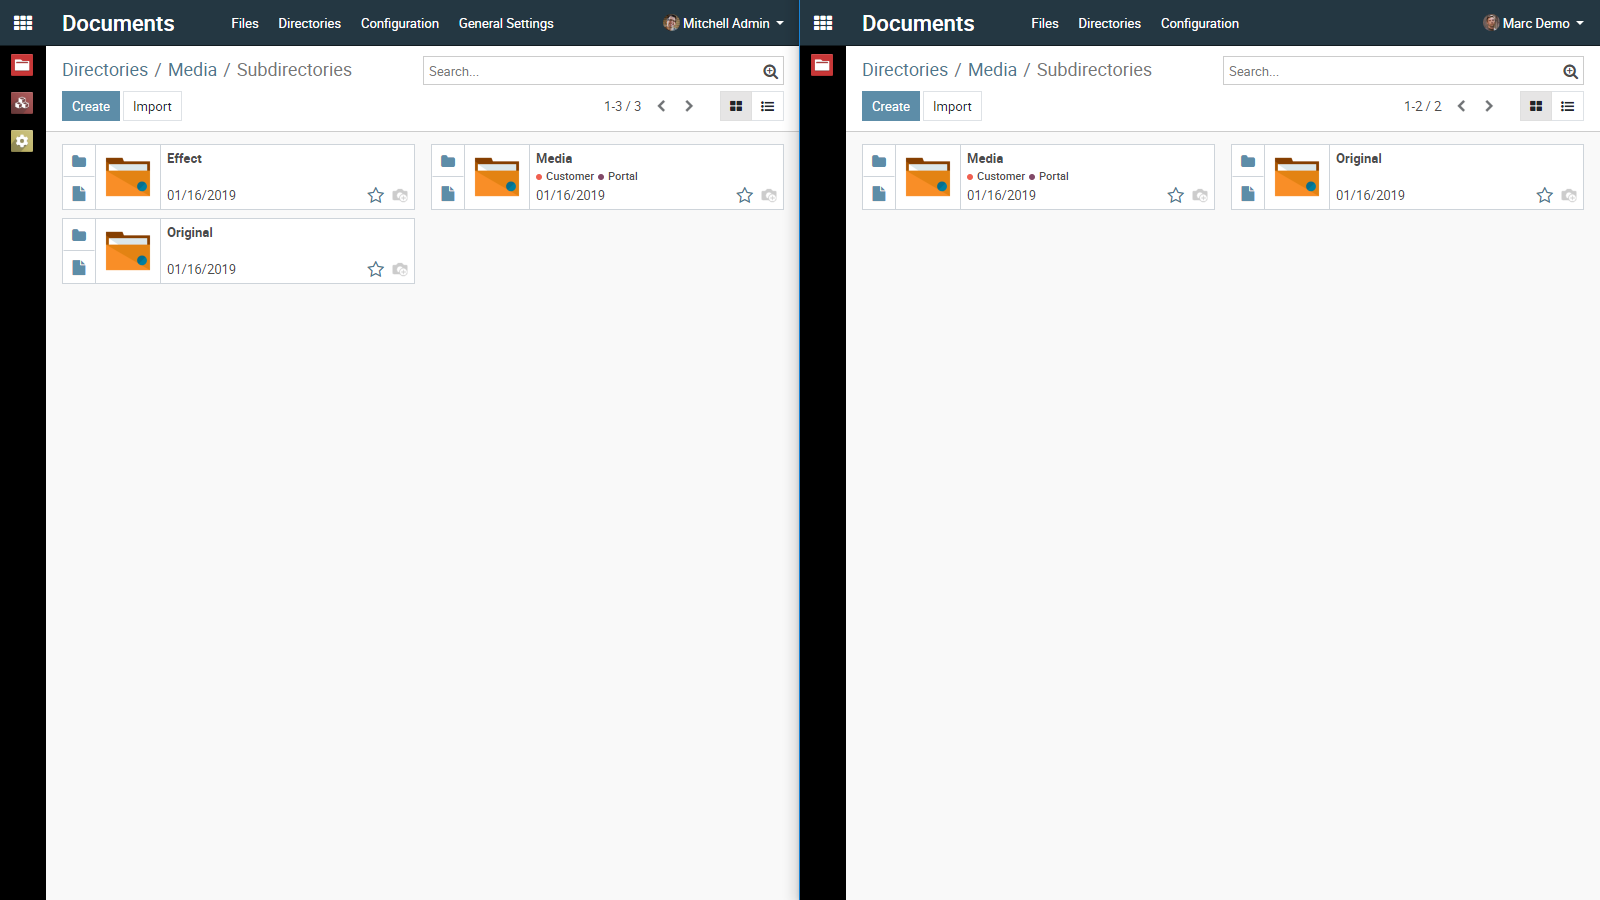 Documents Files Directories Configuration General Settings Mitchell Admin
Directories / Media / Subdirectories Search...
Create Import 1-3 / 3
Effect
01/16/2019
Media
Customer Portal
01/16/2019
Original
01/16/2019
Documents Files Directories Configuration Marc Demo
Directories / Media / Subdirectories Search...
Create Import 1-2 / 2
Media
Customer Portal
01/16/2019
Original
01/16/2019